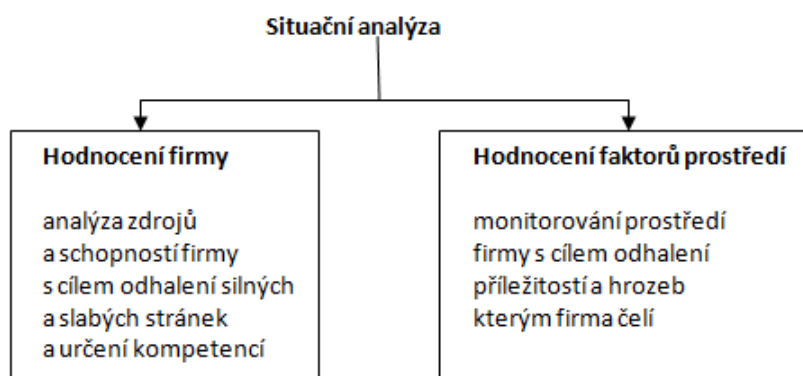 Situační analýza
Hodnocení firmy
analýza zdrojů
a schopností firmy
s cílem odhalení silných
a slabých stránek
a určení kompetencí
Hodnocení faktorů prostředí
monitorování prostředí
firmy s cílem odhalení
příležitostí a hrozeb
kterým firma čelí